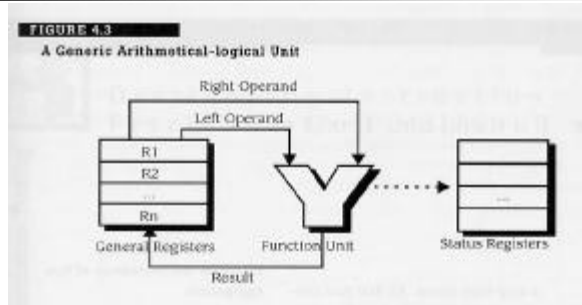 FIGURE 4.3
A Generic Arithmetical-logical Unit
Right Operand
Left Operand
R1
R2
...
Rn
...
General Registers
Function Unit
Status Registers
Result